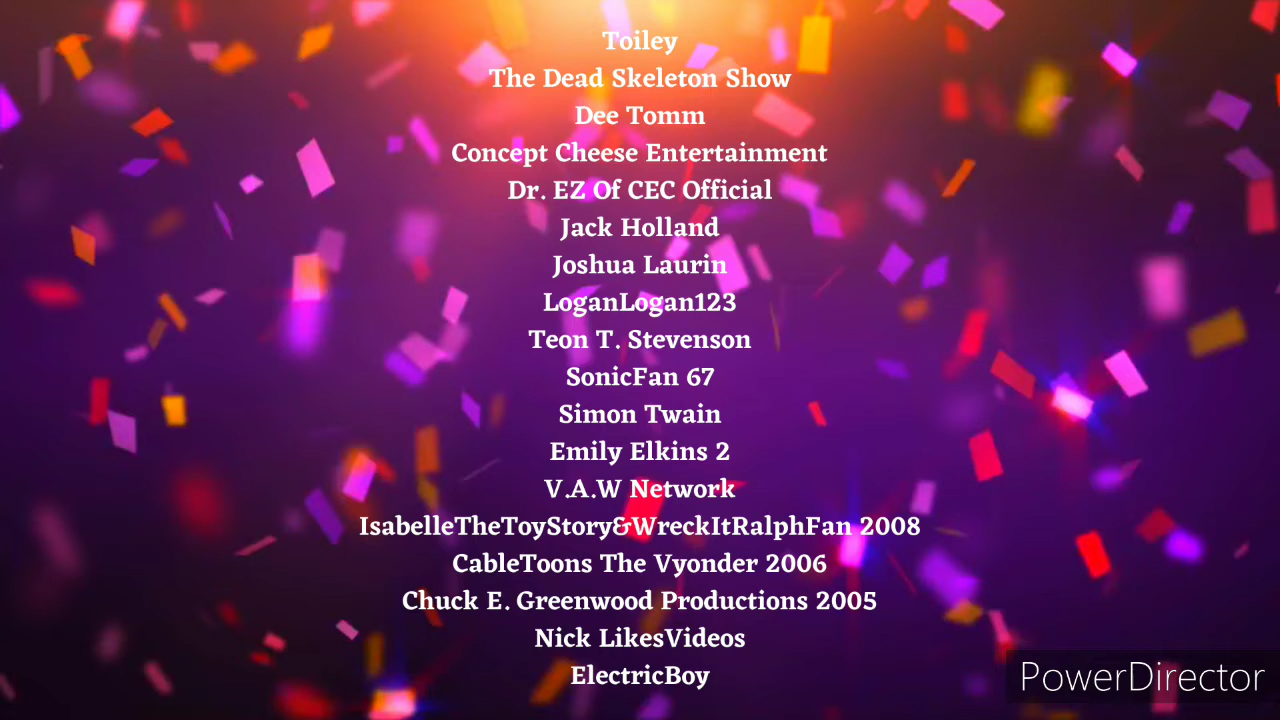 Toiley
The Dead Skeleton Show
Dee Tomm
Concept Cheese Entertainment
Dr. EZ Of CEC Official
Jack Holland
Joshua Laurin
LoganLogan123
Teon T. Stevenson
SonicFan 67
Simon Twain
Emily Elkins 2
V.A.W Network
IsabelleTheToyStory&WreckItRalphFan 2008
CableToons The Vyonder 2006
Chuck E. Greenwood Productions 2005
Nick LikesVideos
ElectricBoy
PowerDirector